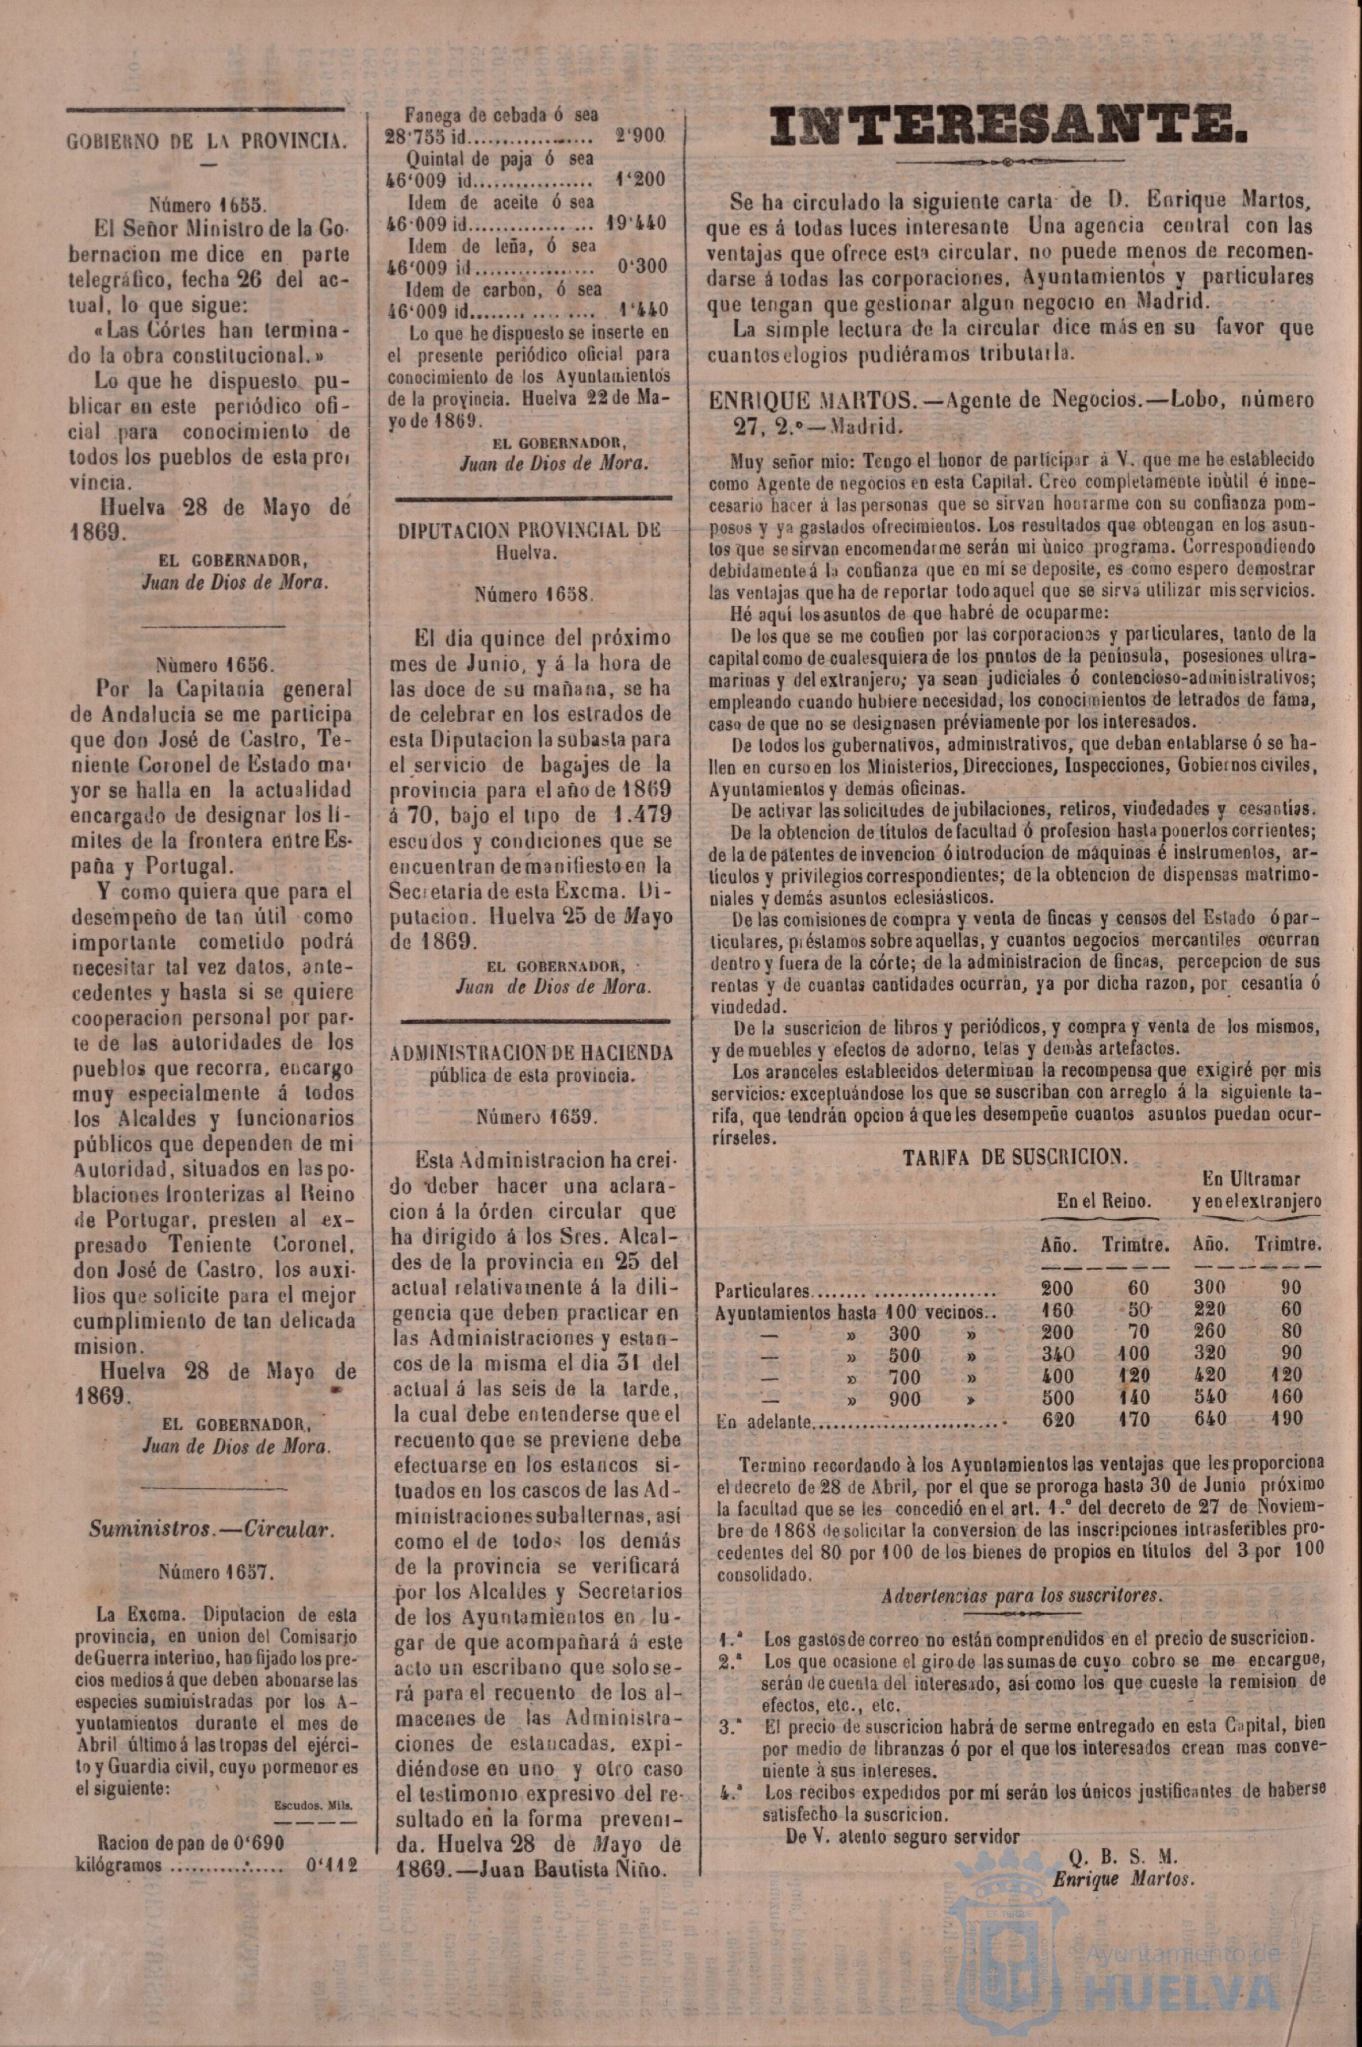 GOBIERNO DE LA PROVINCIA.
Número 1655.
El Señor Ministro de la Go-
bernacion me dice en parte
telegráfico, fecha 26 del ac-
tual, lo que sigue:
«Las Córtes han termina-
do la obra constitucional.»
Lo que he dispuesto pu-
blicar en este periódico ofi-
cial para conocimiento de
todos los pueblos de esta pro
vincia.
Huelva 28 de Mayo de
1869.
EL GOBERNADOR,
Juan de Dios de Mora.
Nùmero 1656.
Por la Capitanía general
de Andalucía se me participa
que don José de Castro, Te-
niente Coronel de Estado ma
yor se halla en la actualidad
encargado de designar los lí-
mites de la frontera entre Es-
paña y Portugal.
Y como quiera que para el
desempeño de tan útil como
importante cometido podrá
necesitar tal vez datos, ante-
cedentes y hasta si se quiere
cooperacion personal por par-
te de las autoridades de los
pueblos que recorra, encargo
muy especialmente á todos
los Alcaldes y funcionarios
públicos que dependen de mi
Autoridad, situados en las po-
blaciones fronterizas al Reino
de Portugar, presten al ex-
presado Teniente Coronel,
don José de Castro, los auxi-
lios que solicite para el mejor
cumplimiento de tan delicada
mision.
Huelva 28 de Mayo de
1869.
EL GOBERNADOR,
Juan de Dios de Mora.
Suministros.—Circular.
Número 1657.
La Excma. Diputacion de esta
provincia, en union del Comisario
de Guerra interino, han fijado los pre-
cios medios á que deben abonarse las
especies suministradas por los A-
yuntamientos durante el mes de
Abril último á las tropas del ejérci-
to y Guardia civil, cuyo pormenor es
el siguiente:
Escudos. Mils.
Racion de pan de 0'690
kilógramos ................ 0'112
Fanega de cebada ó sea
28'755 id.................. 2'900
Quintal de paja ó sea
46'009 id................. 1'200
Idem de aceite ó sea
46'009 id................. 19'440
Idem de leña, ó sea
46'009 id................. 0'300
Idem de carbon, ó sea
46'009 id................. 1'440
Lo que he dispuesto se inserte en
el presente periódico oficial para
conocimiento de los Ayuntamientos
de la provincia. Huelva 22 de Ma-
yo de 1869.
EL GOBERNADOR,
Juan de Dios de Mora.
DIPUTACION PROVINCIAL DE
Huelva.
Número 1658.
El dia quince del próximo
mes de Junio, y á la hora de
las doce de su mañana, se ha
de celebrar en los estrados de
esta Diputacion la subasta para
el servicio de bagajes de la
provincia para el año de 1869
á 70, bajo el tipo de 1.479
escudos y condiciones que se
encuentran de manifiesto en la
Secretaría de esta Excma. Di-
putacion. Huelva 25 de Mayo
de 1869.
EL GOBERNADOR,
Juan de Dios de Mora.
ADMINISTRACION DE HACIENDA
pública de esta provincia.
Número 1659.
Esta Administracion ha crei-
do deber hacer una aclara-
cion á la órden circular que
ha dirigido á los Sres. Alcal-
des de la provincia en 25 del
actual relativamente á la dili-
gencia que deben practicar en
las Administraciones y estan-
cos de la misma el dia 31 del
actual á las seis de la tarde,
la cual debe entenderse que el
recuento que se previene debe
efectuarse en los estancos si-
tuados en los cascos de las Ad-
ministraciones subalternas, así
como el de todos los demás
de la provincia se verificará
por los Alcaldes y Secretarios
de los Ayuntamientos en lu-
gar de que acompañará á este
acto un escribano que solo se-
rá para el recuento de los al-
macenes de las Administra-
ciones de estancadas, expi-
diéndose en uno y otro caso
el testimonio expresivo del re-
sultado en la forma preveni-
da. Huelva 28 de Mayo de
1869.—Juan Bautista Niño.
INTERESANTE.
Se ha circulado la siguiente carta de D. Enrique Martos,
que es á todas luces interesante Una agencia central con las
ventajas que ofrece esta circular, no puede menos de recomen-
darse á todas las corporaciones, Ayuntamientos y particulares
que tengan que gestionar algun negocio en Madrid.
La simple lectura de la circular dice más en su favor que
cuantos elogios pudiéramos tributarla.
ENRIQUE MARTOS.—Agente de Negocios.—Lobo, número
27, 2.º—Madrid.
Muy señor mio: Tengo el honor de participar á V. que me he establecido
como Agente de negocios en esta Capital. Creo completamente inùtil é inne-
cesario hacer á las personas que se sirvan honrarme con su confianza pom-
posos y ya gastados ofrecimientos. Los resultados que obtengan en los asun-
tos que se sirvan encomendarme serán mi ùnico programa. Correspondiendo
debidamente á la confianza que en mí se deposite, es como espero demostrar
las ventajas que ha de reportar todo aquel que se sirva utilizar mis servicios.
Hé aquí los asuntos de que habré de ocuparme:
De los que se me confien por las corporaciones y particulares, tanto de la
capital como de cualesquiera de los puntos de la península, posesiones ultra-
marinas y del extranjero; ya sean judiciales ó contencioso-administrativos;
empleando cuando hubiere necesidad, los conocimientos de letrados de fama,
caso de que no se designasen préviamente por los interesados.
De todos los gubernativos, administrativos, que deban entablarse ó se ha-
llen en curso en los Ministerios, Direcciones, Inspecciones, Gobiernos civiles,
Ayuntamientos y demás oficinas.
De activar las solicitudes de jubilaciones, retiros, viudedades y cesantías.
De la obtencion de títulos de facultad ó profesion hasta ponerlos corrientes;
de la de patentes de invencion ó introducion de máquinas é instrumentos, ar-
tículos y privilegios correspondientes; de la obtencion de dispensas matrimo-
niales y demás asuntos eclesiásticos.
De las comisiones de compra y venta de fincas y censos del Estado ó par-
ticulares, préstamos sobre aquellas, y cuantos negocios mercantiles ocurran
dentro y fuera de la córte; de la administracion de fincas, percepcion de sus
rentas y de cuantas cantidades ocurran, ya por dicha razon, por cesantía ó
viudedad.
De la suscricion de libros y periódicos, y compra y venta de los mismos,
y de muebles y efectos de adorno, telas y demàs artefactos.
Los aranceles establecidos determinan la recompensa que exigiré por mis
servicios: exceptuándose los que se suscriban con arreglo á la siguiente ta-
rifa, que tendrán opcion á que les desempeñe cuantos asuntos puedan ocur-
rírseles.
TARIFA DE SUSCRICION.
En el Reino. En Ultramar y en el extranjero
Año. Trimtre. Año. Trimtre.
Particulares................................ 200 60 300 90
Ayuntamientos hasta 100 vecinos.. 160 50 220 60
— » 300 » 200 70 260 80
— » 500 » 340 100 320 90
— » 700 » 400 120 420 120
— » 900 » 500 140 540 160
En adelante............................ 620 170 640 190
Termino recordando à los Ayuntamientos las ventajas que les proporciona
el decreto de 28 de Abril, por el que se proroga hasta 30 de Junio próximo
la facultad que se les concedió en el art. 1.º del decreto de 27 de Noviem-
bre de 1868 de solicitar la conversion de las inscripciones intrasferibles pro-
cedentes del 80 por 100 de los bienes de propios en títulos del 3 por 100
consolidado.
Advertencias para los suscritores.
1.ª Los gastos de correo no están comprendidos en el precio de suscricion.
2.ª Los que ocasione el giro de las sumas de cuyo cobro se me encargue,
serán de cuenta del interesado, así como los que cueste la remision de
efectos, etc., etc.
3.ª El precio de suscricion habrá de serme entregado en esta Capital, bien
por medio de libranzas ó por el que los interesados crean mas conve-
niente à sus intereses.
4.ª Los recibos expedidos por mí serán los únicos justificantes de haberse
satisfecho la suscricion.
De V. atento seguro servidor
Q. B. S. M.
Enrique Martos.
Ayuntamiento de
HUELVA